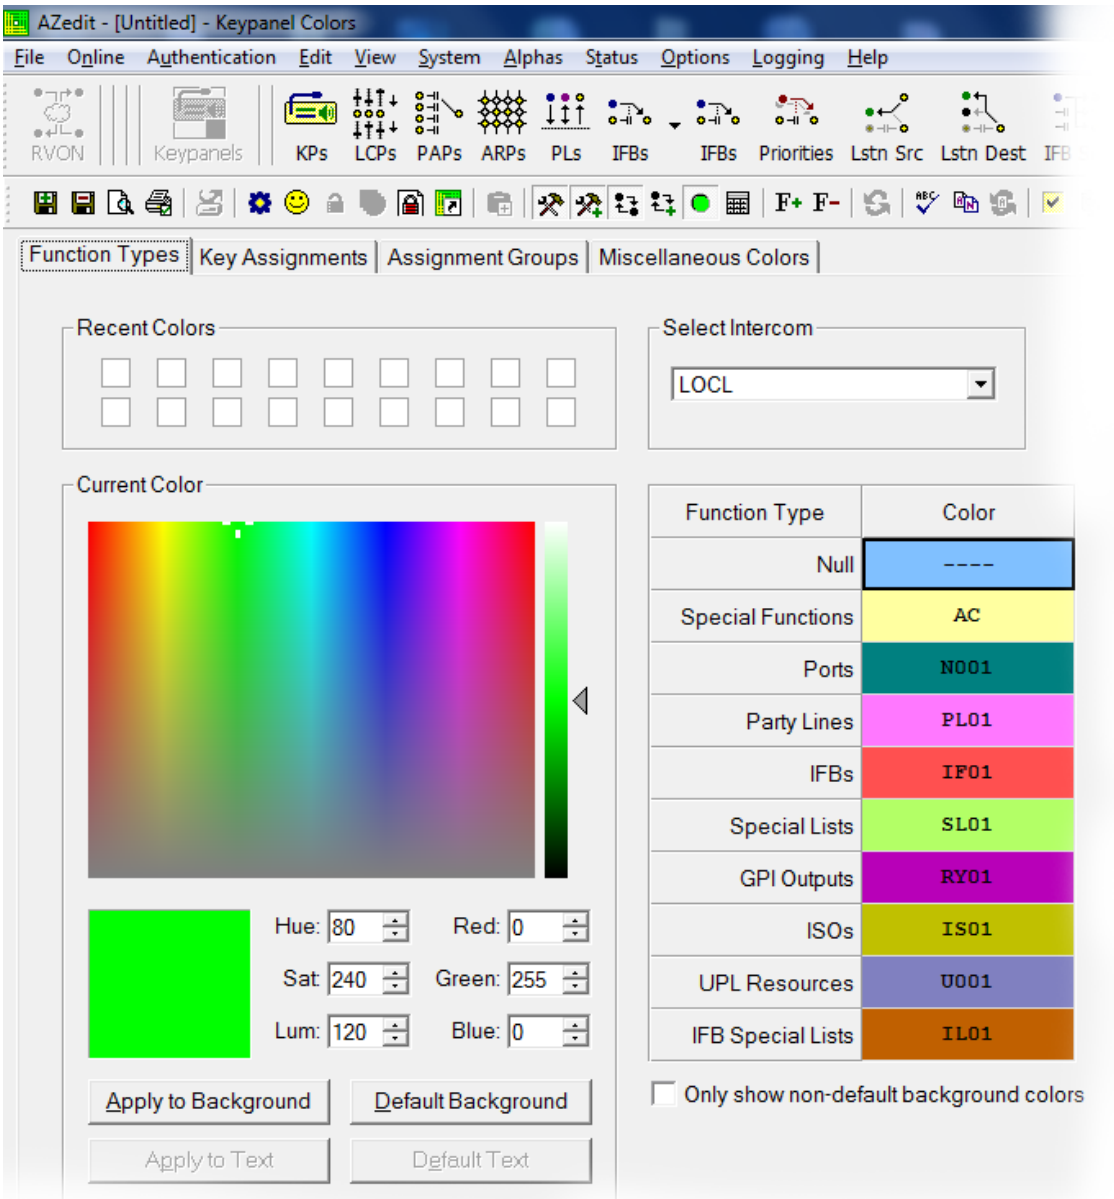 AZedit - [Untitled] - Keypanel Colors
File Online Authentication Edit View System Alphas Status Options Logging Help
RVON Keypanels KPs LCPs PAPs ARPs PLs IFBs IFBs Priorities Lstn Src Lstn Dest IFBs
F+ F- ABC
Function Types Key Assignments Assignment Groups Miscellaneous Colors
Recent Colors
Select Intercom
LOCL
Current Color
Function Type Color
Null ----
Special Functions AC
Ports N001
Party Lines PL01
IFBs IF01
Special Lists SL01
GPI Outputs RY01
ISOs IS01
UPL Resources U001
IFB Special Lists IL01
Hue: 80 Red: 0
Sat: 240 Green: 255
Lum: 120 Blue: 0
Apply to Background Default Background
Only show non-default background colors
Apply to Text Default Text